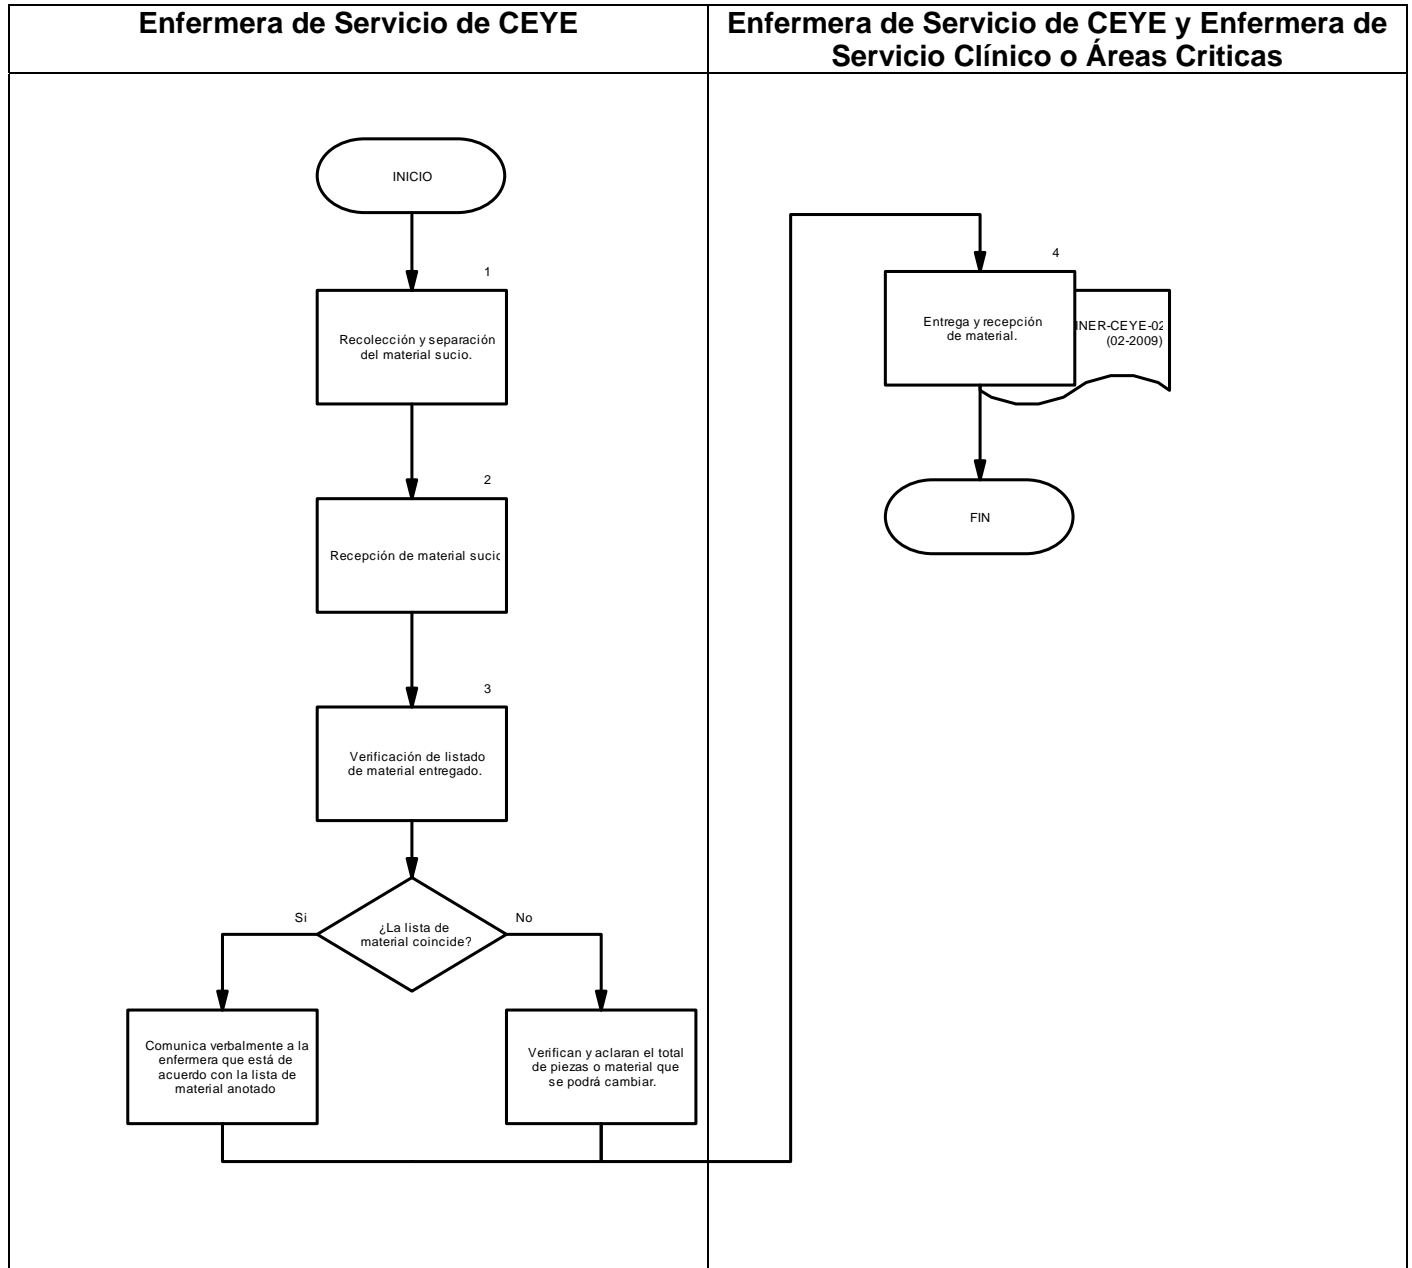 Enfermera de Servicio de CEYE
Enfermera de Servicio de CEYE y Enfermera de
Servicio Clínico o Áreas Criticas
INICIO
1
Recolección y separación
del material sucio.
2
Recepción de material sucio
3
Verificación de listado
de material entregado.
¿La lista de
material coincide?
Si
No
Comunica verbalmente a la
enfermera que está de
acuerdo con la lista de
material anotado
Verifican y aclaran el total
de piezas o material que
se podrá cambiar.
4
Entrega y recepción
de material.
INER-CEYE-02
(02-2009)
FIN